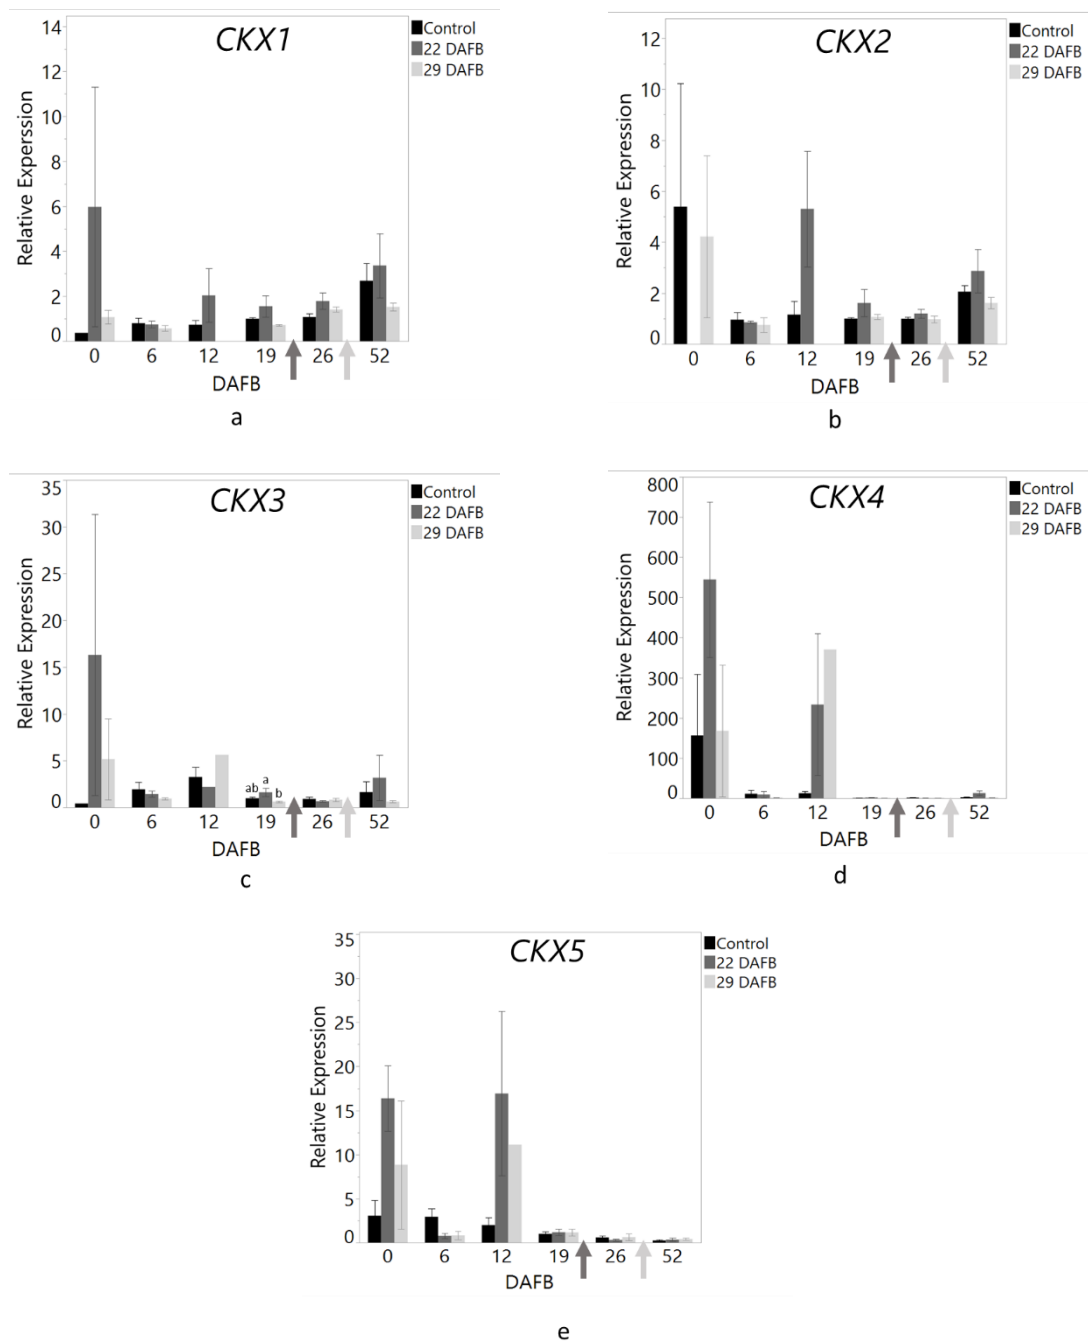 CKX1
Control
22 DAFB
29 DAFB
14
12
10
8
6
4
2
0
Relative Experssion
0 6 12 19 26 52
DAFB
a
CKX2
Control
22 DAFB
29 DAFB
12
10
8
6
4
2
0
Relative Expression
0 6 12 19 26 52
DAFB
b
CKX3
Control
22 DAFB
29 DAFB
35
30
25
20
15
10
5
0
Relative Expression
ab a b
0 6 12 19 26 52
DAFB
c
CKX4
Control
22 DAFB
29 DAFB
800
700
600
500
400
300
200
100
0
Relative Expression
0 6 12 19 26 52
DAFB
d
CKX5
Control
22 DAFB
29 DAFB
35
30
25
20
15
10
5
0
Relative Expression
0 6 12 19 26 52
DAFB
e